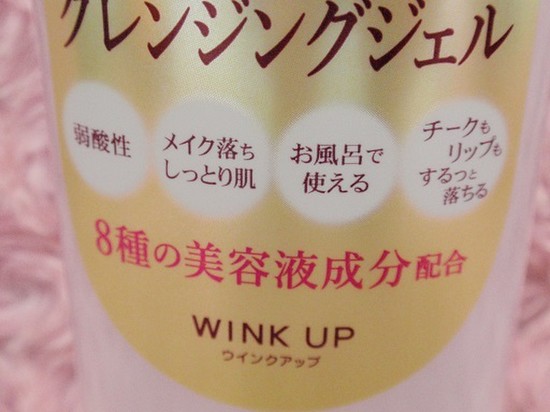 クレンジングジェル
弱酸性
メイク落ち
しっとり肌
お風呂で
使える
チークも
リップも
するっと
落ちる
8種の美容液成分配合
WINK UP
ウインクアップ